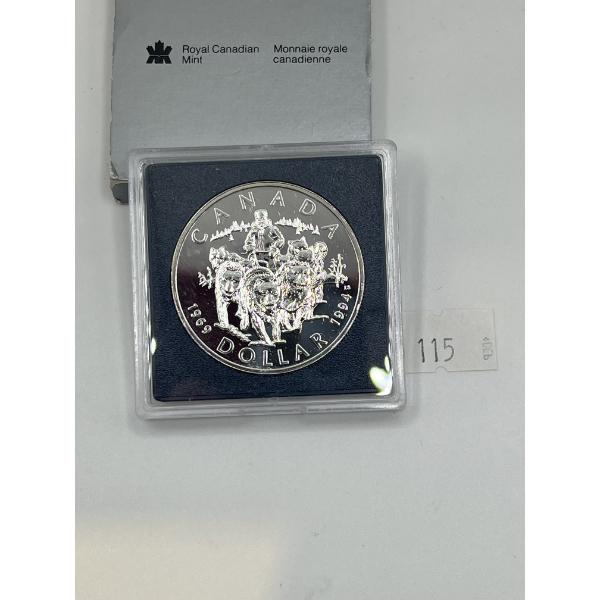 Royal Canadian Mint
Monnaie royale canadienne
CANADA
1969 DOLLAR 1994
115